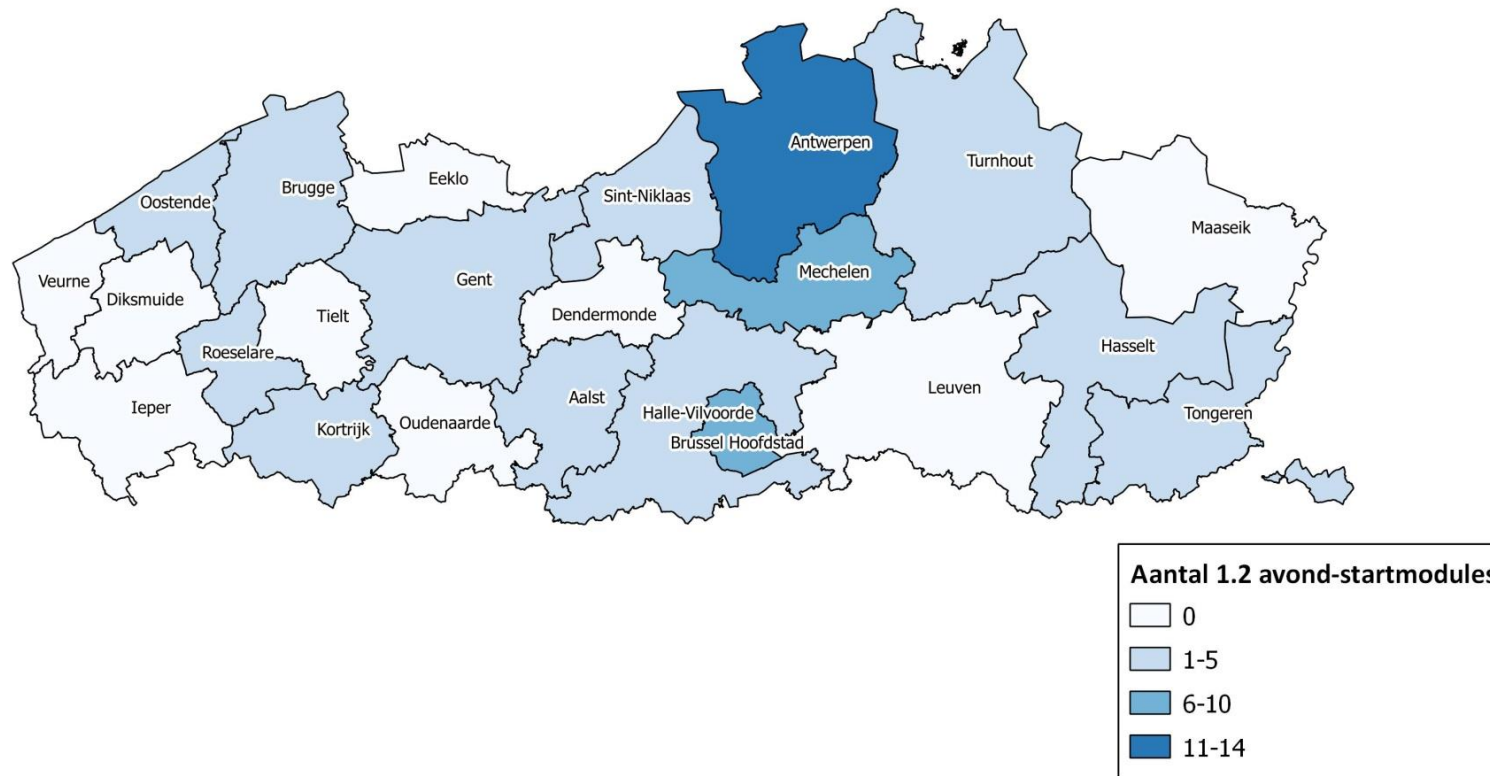 Antwerpen
Turnhout
Eeklo
Brugge
Sint-Niklaas
Oostende
Maaseik
Mechelen
Gent
Veurne
Diksmuide
Tielt
Dendermonde
Hasselt
Roeselare
Leuven
Aalst
Ieper
Halle-Vilvoorde
Tongeren
Oudenaarde
Kortrijk
Brussel Hoofdstad
Aantal 1.2 avond-startmodules
0
1-5
6-10
11-14